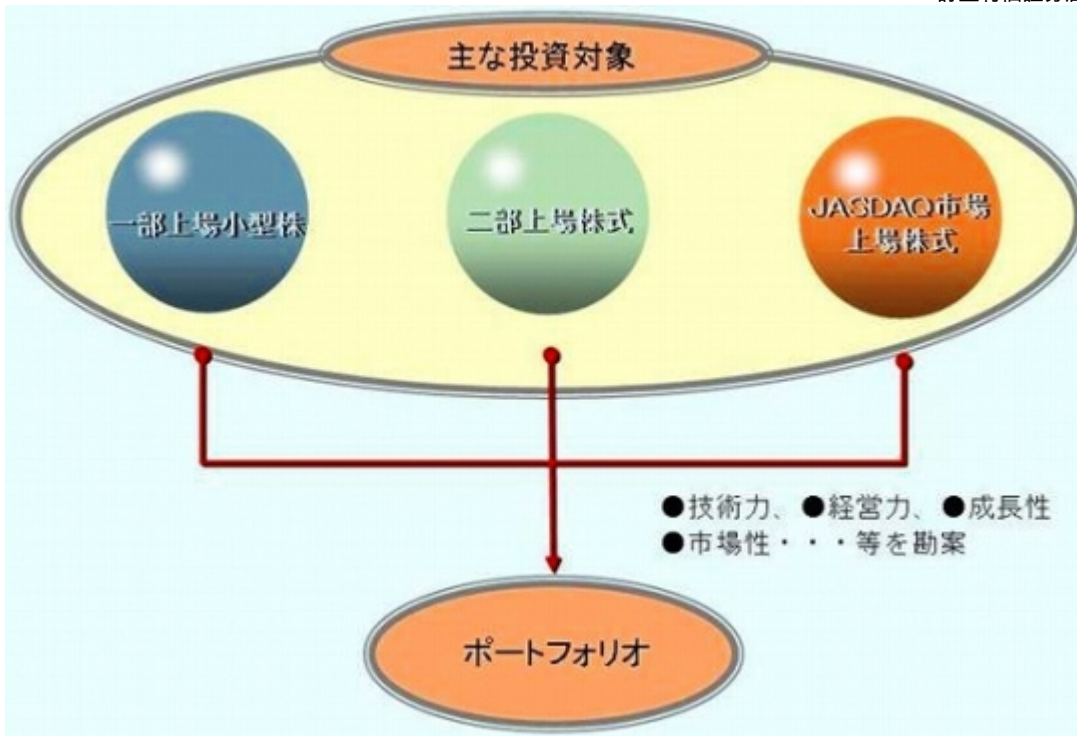 主な投資対象
一部上場小型株
二部上場株式
JASDAQ市場
上場株式
●技術力、●経営力、●成長性
●市場性・・・等を勘案
ポートフォリオ